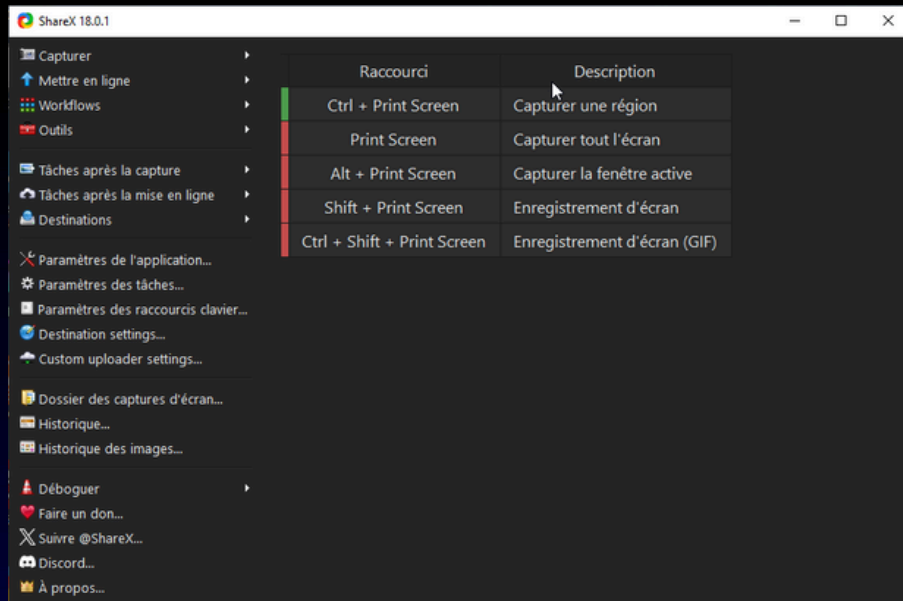 ShareX 18.0.1
Capturer
Mettre en ligne
Workflows
Outils
Tâches après la capture
Tâches après la mise en ligne
Destinations
Paramètres de l'application...
Paramètres des tâches...
Paramètres des raccourcis clavier...
Destination settings...
Custom uploader settings...
Dossier des captures d'écran...
Historique...
Historique des images...
Déboguer
Faire un don...
Suivre @ShareX...
Discord...
À propos...
Raccourci Description
Ctrl + Print Screen Capturer une région
Print Screen Capturer tout l'écran
Alt + Print Screen Capturer la fenêtre active
Shift + Print Screen Enregistrement d'écran
Ctrl + Shift + Print Screen Enregistrement d'écran (GIF)